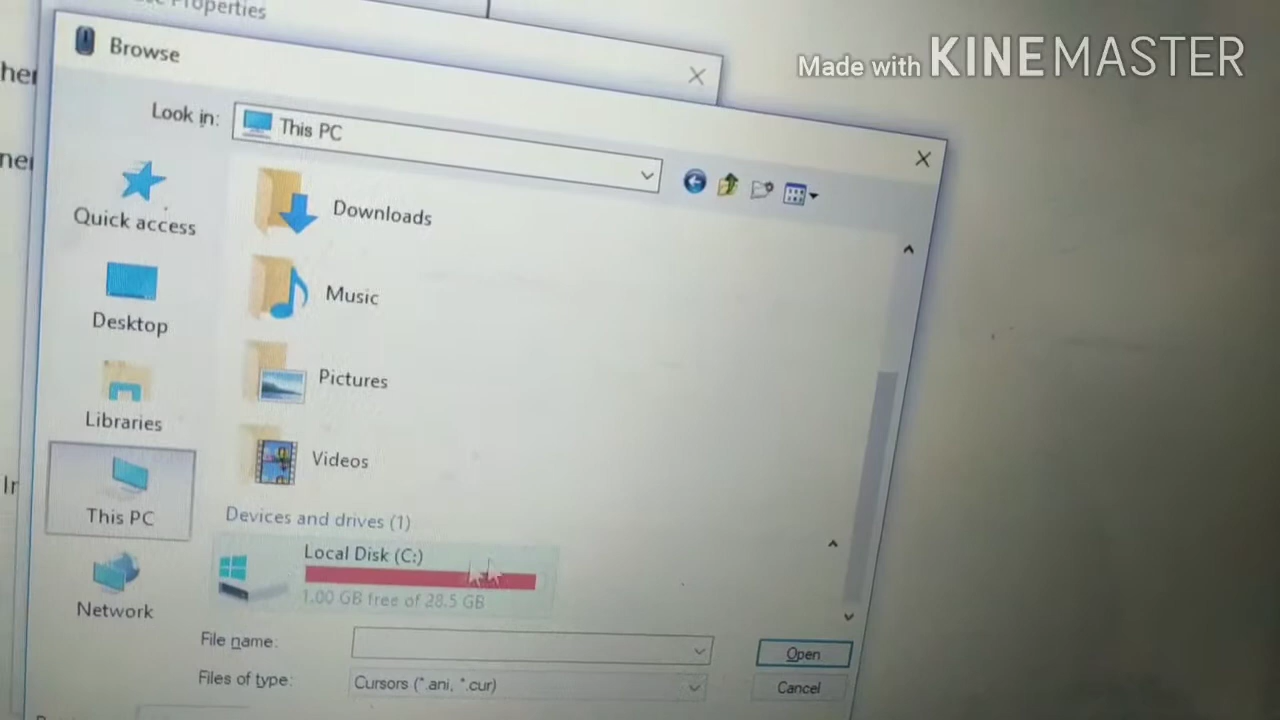 Properties
Made with KINEMASTER
Browse
Look in:
This PC
Quick access
Desktop
Libraries
This PC
Network
Downloads
Music
Pictures
Videos
Devices and drives (1)
Local Disk (C:)
1.00 GB free of 28.5 GB
File name:
Open
Files of type:
Cursors (*.ani, *.cur)
Cancel